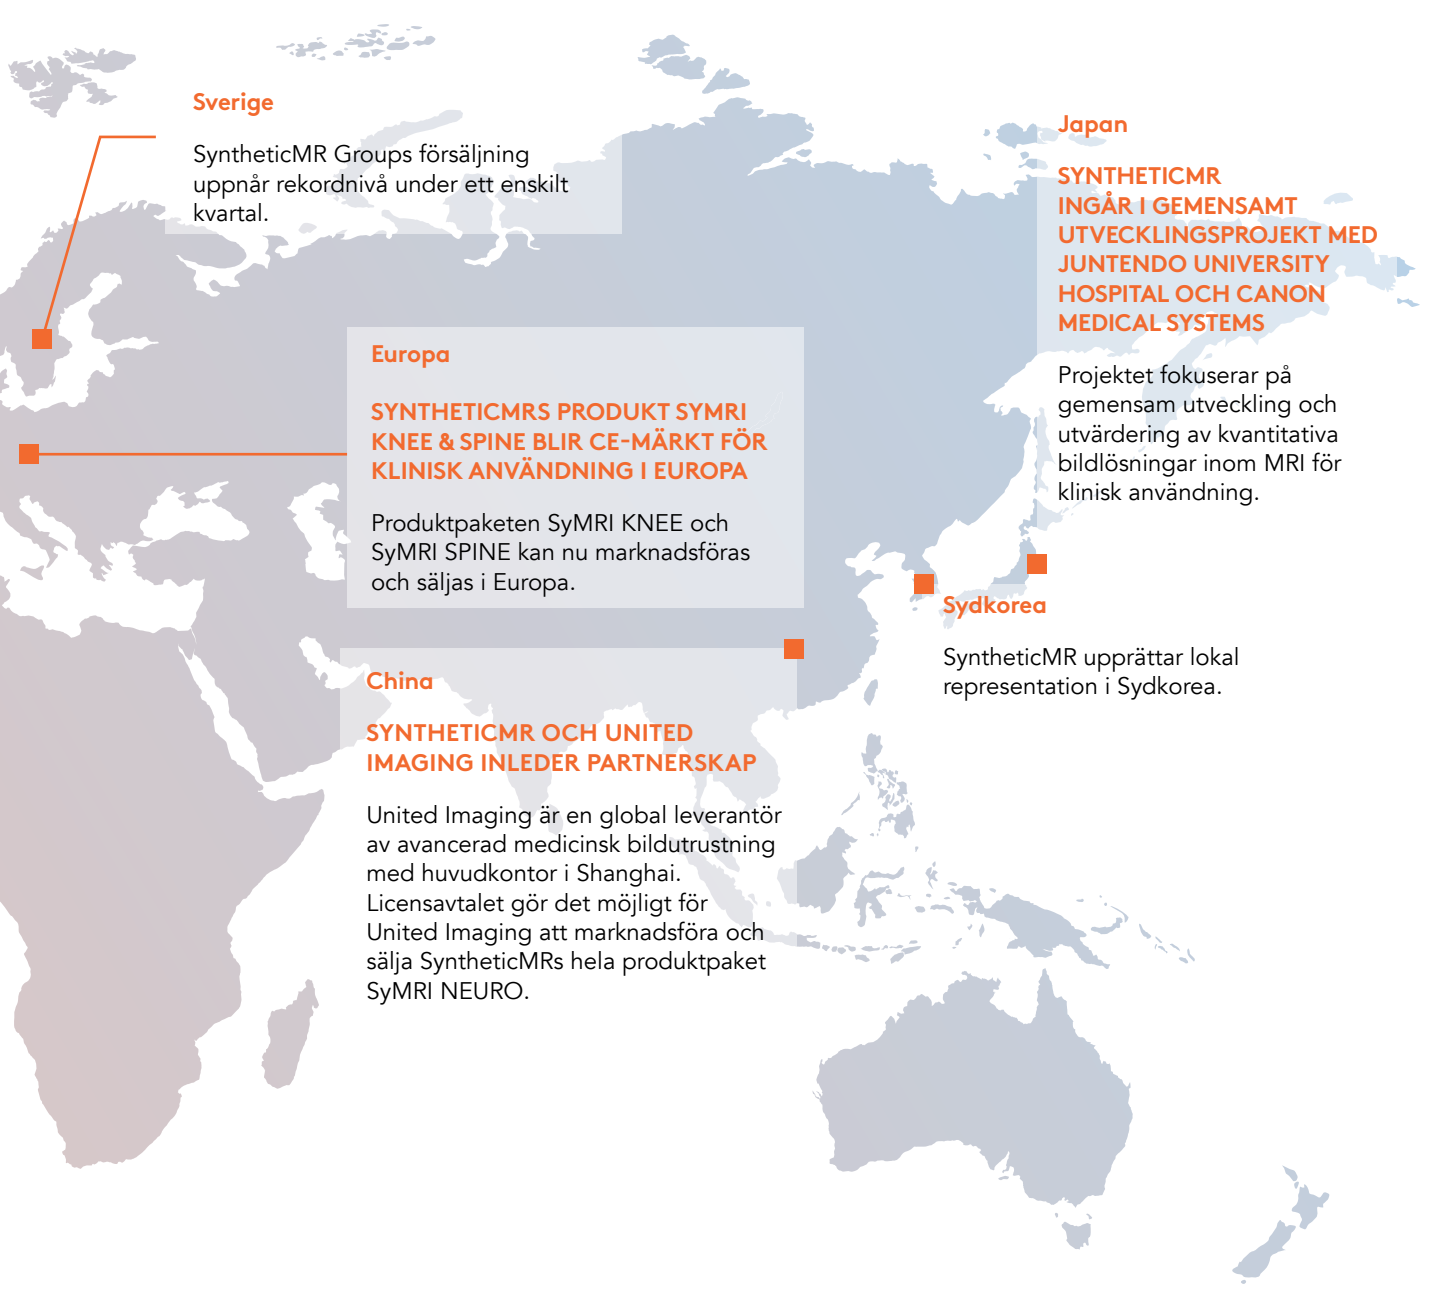 Sverige
SyntheticMR Groups försäljning
uppnår rekordnivå under ett enskilt
kvartal.
Europa
SYNTHETICMRS PRODUKT SYMRI
KNEE & SPINE BLIR CE-MÄRKT FÖR
KLINISK ANVÄNDNING I EUROPA
Produktpaketen SyMRI KNEE och
SyMRI SPINE kan nu marknadsföras
och säljas i Europa.
China
SYNTHETICMR OCH UNITED
IMAGING INLEDER PARTNERSKAP
United Imaging är en global leverantör
av avancerad medicinsk bildutrustning
med huvudkontor i Shanghai.
Licensavtalet gör det möjligt för
United Imaging att marknadsföra och
sälja SyntheticMRs hela produktpaket
SyMRI NEURO.
Japan
SYNTHETICMR
INGÅR I GEMENSAMT
UTVECKLINGSPROJEKT MED
JUNTENDO UNIVERSITY
HOSPITAL OCH CANON
MEDICAL SYSTEMS
Projektet fokuserar på
gemensam utveckling och
utvärdering av kvantitativa
bildlösningar inom MRI för
klinisk användning.
Sydkorea
SyntheticMR upprättar lokal
representation i Sydkorea.